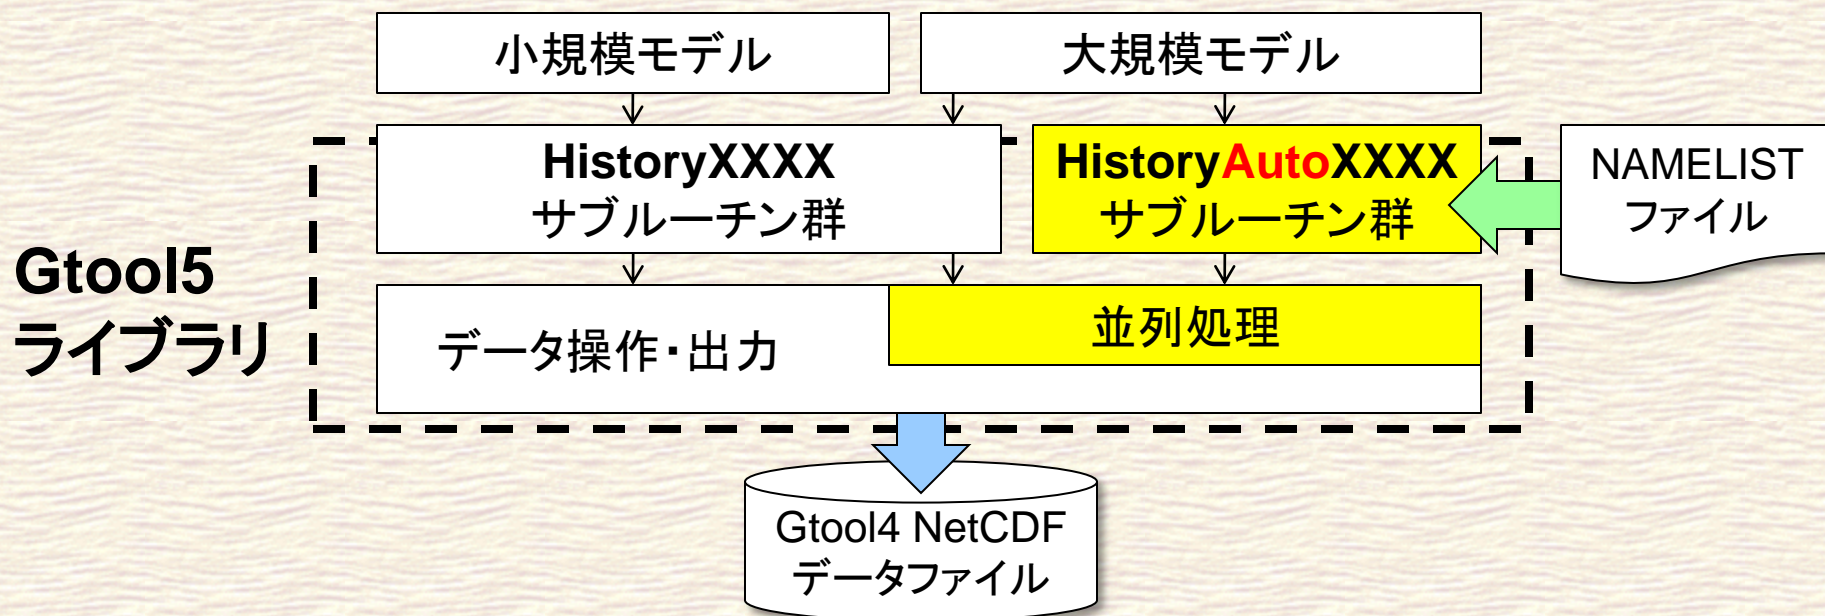 小規模モデル
大規模モデル
HistoryXXXX
サブルーチン群
HistoryAutoXXXX
サブルーチン群
NAMELIST
ファイル
Gtool5
ライブラリ
データ操作・出力
並列処理
Gtool4 NetCDF
データファイル